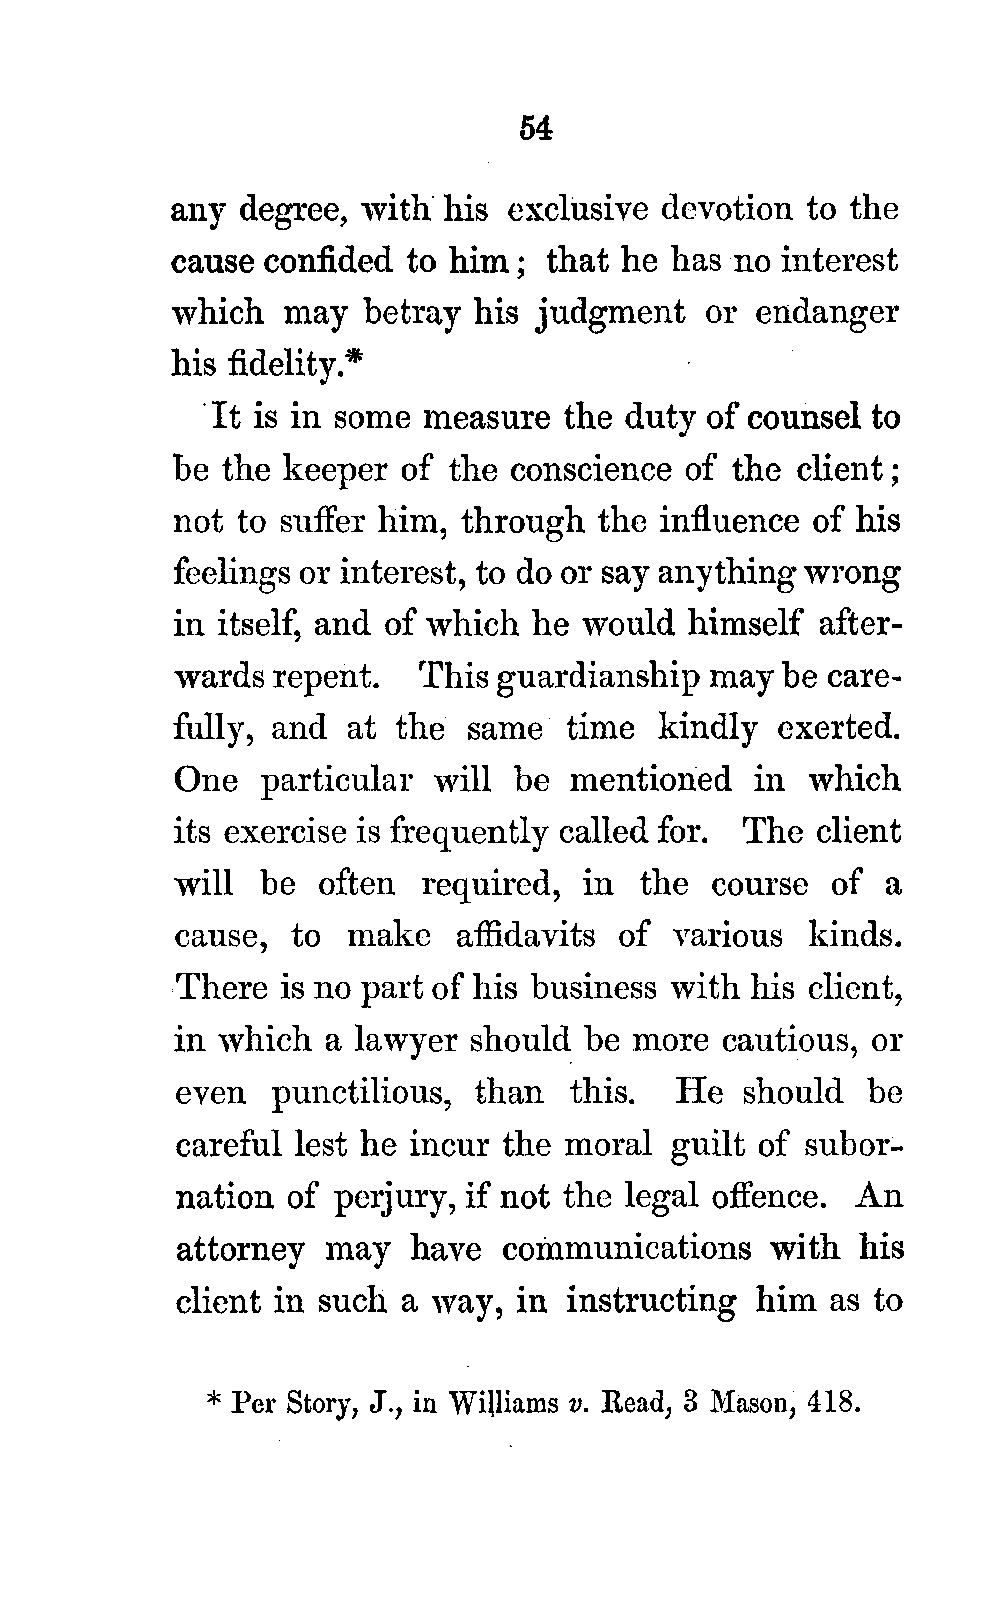 54
any degree, with his exclusive devotion to the
cause confided to him; that he has no interest
which may betray his judgment or endanger
his fidelity.*
It is in some measure the duty of counsel to
be the keeper of the conscience of the client;
not to suffer him, through the influence of his
feelings or interest, to do or say anything wrong
in itself, and of which he would himself after-
wards repent. This guardianship may be care-
fully, and at the same time kindly exerted.
One particular will be mentioned in which
its exercise is frequently called for. The client
will be often required, in the course of a
cause, to make affidavits of various kinds.
There is no part of his business with his client,
in which a lawyer should be more cautious, or
even punctilious, than this. He should be
careful lest he incur the moral guilt of subor-
nation of perjury, if not the legal offence. An
attorney may have communications with his
client in such a way, in instructing him as to
* Per Story, J., in Williams v. Read, 3 Mason, 418.